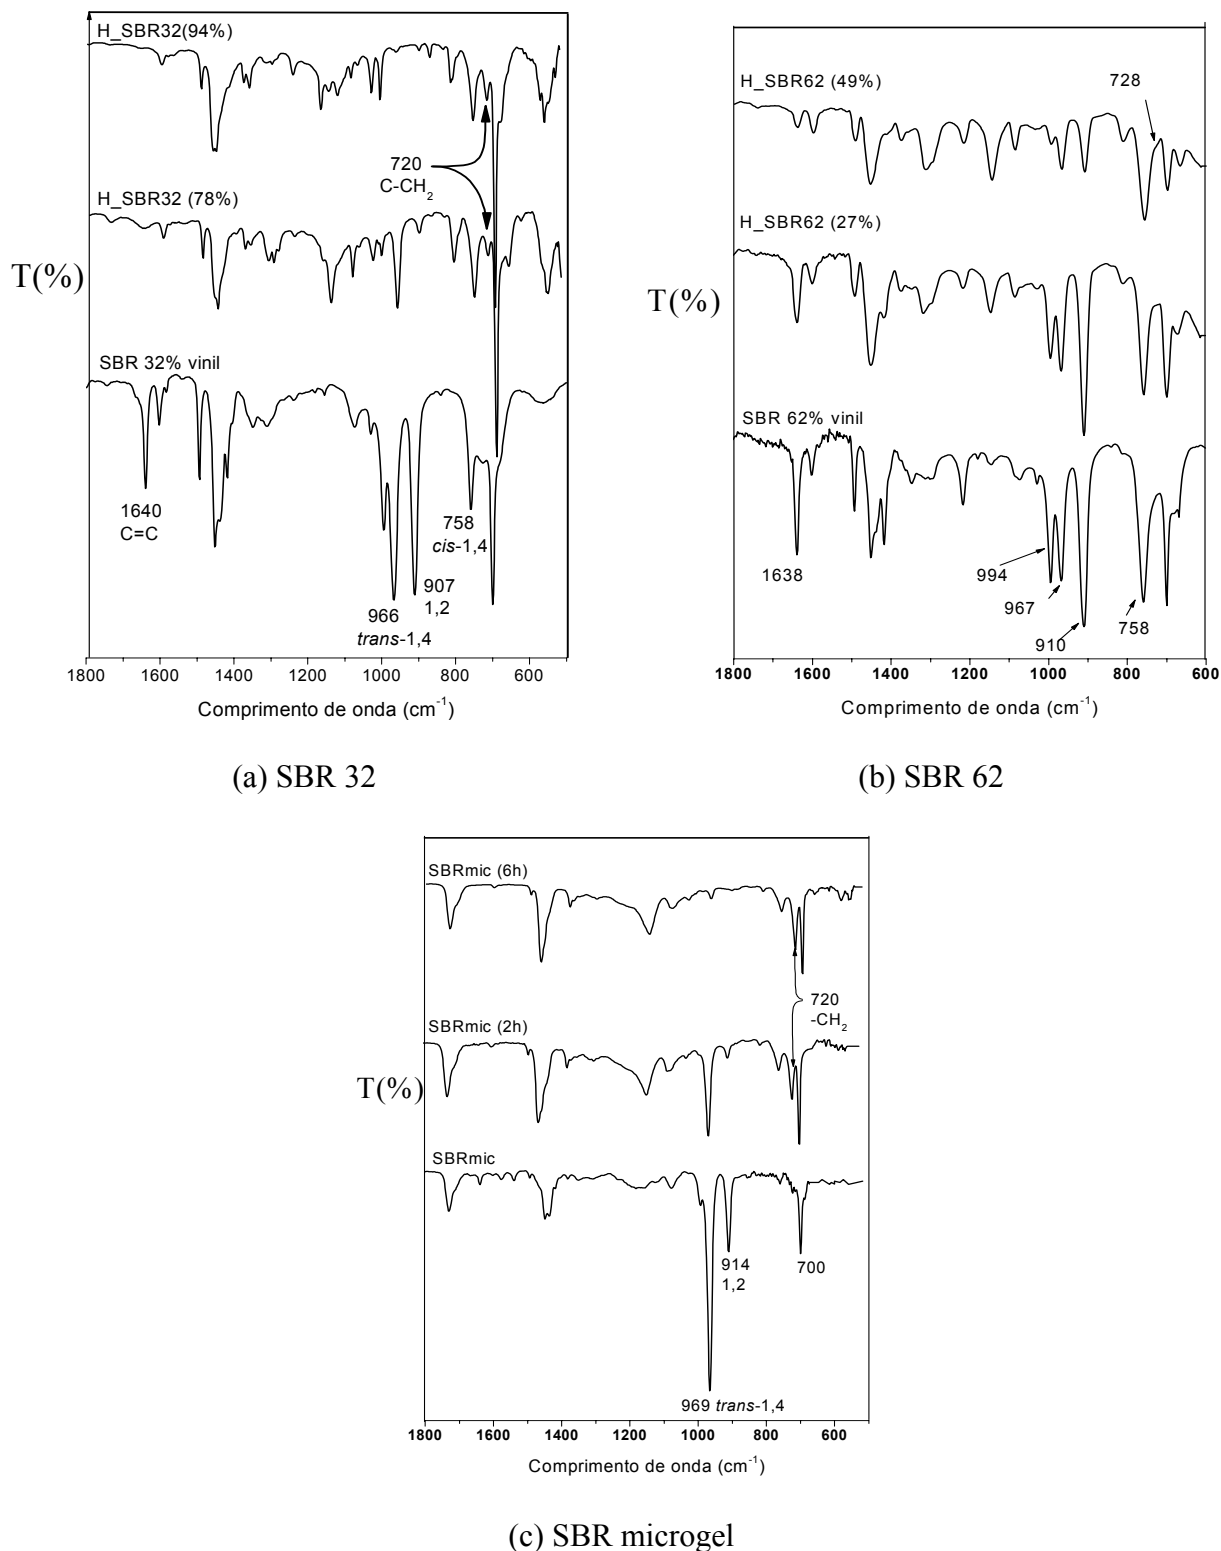 H_SBR32(94%)
720
C-CH₂
H_SBR32 (78%)
T(%)
SBR 32% vinil
1640
C=C
758
cis-1,4
907
1,2
966
trans-1,4
1800 1600 1400 1200 1000 800 600
Comprimento de onda (cm⁻¹)
(a) SBR 32
H_SBR62 (49%)
728
H_SBR62 (27%)
T(%)
SBR 62% vinil
1638
994
967
910
758
1800 1600 1400 1200 1000 800 600
Comprimento de onda (cm⁻¹)
(b) SBR 62
SBRmic (6h)
720
-CH₂
SBRmic (2h)
T(%)
SBRmic
914
1,2
700
969 trans-1,4
1800 1600 1400 1200 1000 800 600
Comprimento de onda (cm⁻¹)
(c) SBR microgel